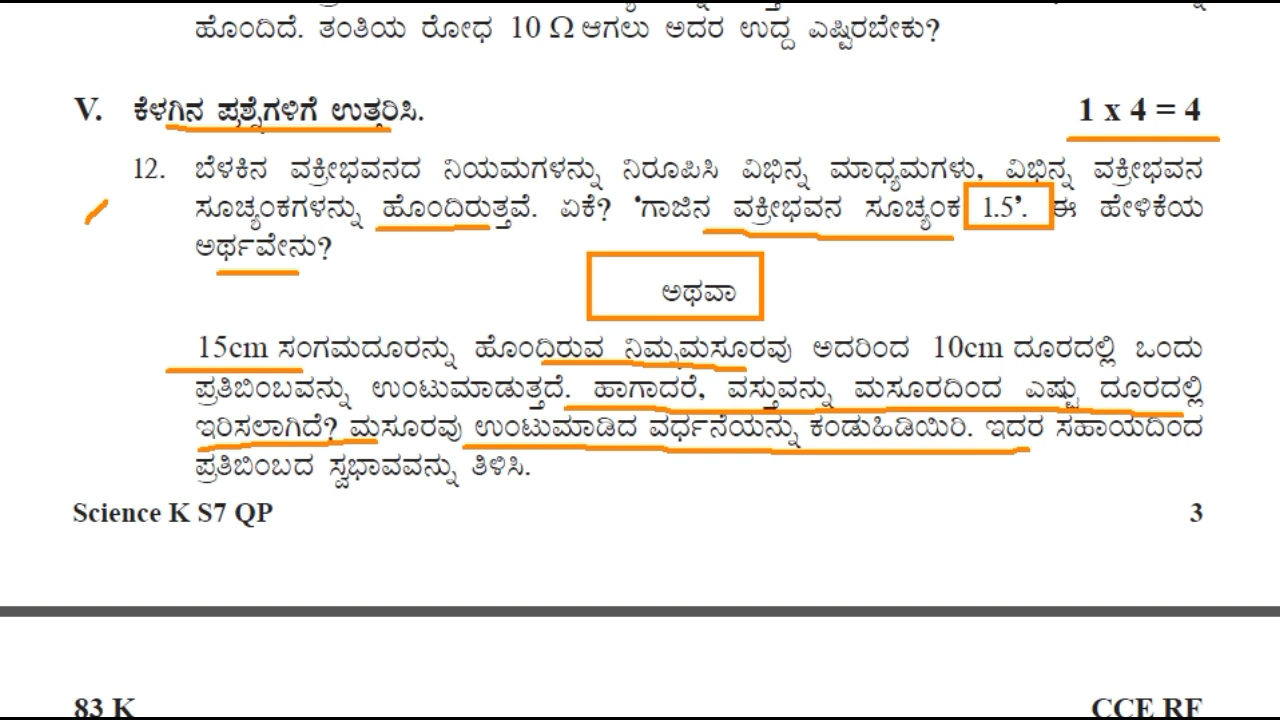 ಹೊಂದಿದೆ. ತಂತಿಯ ರೋಧ 10 Ω ಆಗಲು ಅದರ ಉದ್ದ ಎಷ್ಟಿರಬೇಕು?
V. ಕೆಳಗಿನ ಪ್ರಶ್ನೆಗಳಿಗೆ ಉತ್ತರಿಸಿ. 1 x 4 = 4
12. ಬೆಳಕಿನ ವಕ್ರೀಭವನದ ನಿಯಮಗಳನ್ನು ನಿರೂಪಿಸಿ ವಿಭಿನ್ನ ಮಾಧ್ಯಮಗಳು, ವಿಭಿನ್ನ ವಕ್ರೀಭವನ
ಸೂಚ್ಯಂಕಗಳನ್ನು ಹೊಂದಿರುತ್ತವೆ. ಏಕೆ? ‘ಗಾಜಿನ ವಕ್ರೀಭವನ ಸೂಚ್ಯಂಕ 1.5’. ಈ ಹೇಳಿಕೆಯ
ಅರ್ಥವೇನು?
ಅಥವಾ
15cm ಸಂಗಮದೂರನ್ನು ಹೊಂದಿರುವ ನಿಮ್ನಮಸೂರವು ಅದರಿಂದ 10cm ದೂರದಲ್ಲಿ ಒಂದು
ಪ್ರತಿಬಿಂಬವನ್ನು ಉಂಟುಮಾಡುತ್ತದೆ. ಹಾಗಾದರೆ, ವಸ್ತುವನ್ನು ಮಸೂರದಿಂದ ಎಷ್ಟು ದೂರದಲ್ಲಿ
ಇರಿಸಲಾಗಿದೆ? ಮಸೂರವು ಉಂಟುಮಾಡಿದ ವರ್ಧನೆಯನ್ನು ಕಂಡುಹಿಡಿಯಿರಿ. ಇದರ ಸಹಾಯದಿಂದ
ಪ್ರತಿಬಿಂಬದ ಸ್ವಭಾವವನ್ನು ತಿಳಿಸಿ.
Science K S7 QP 3
83 K CCE RF